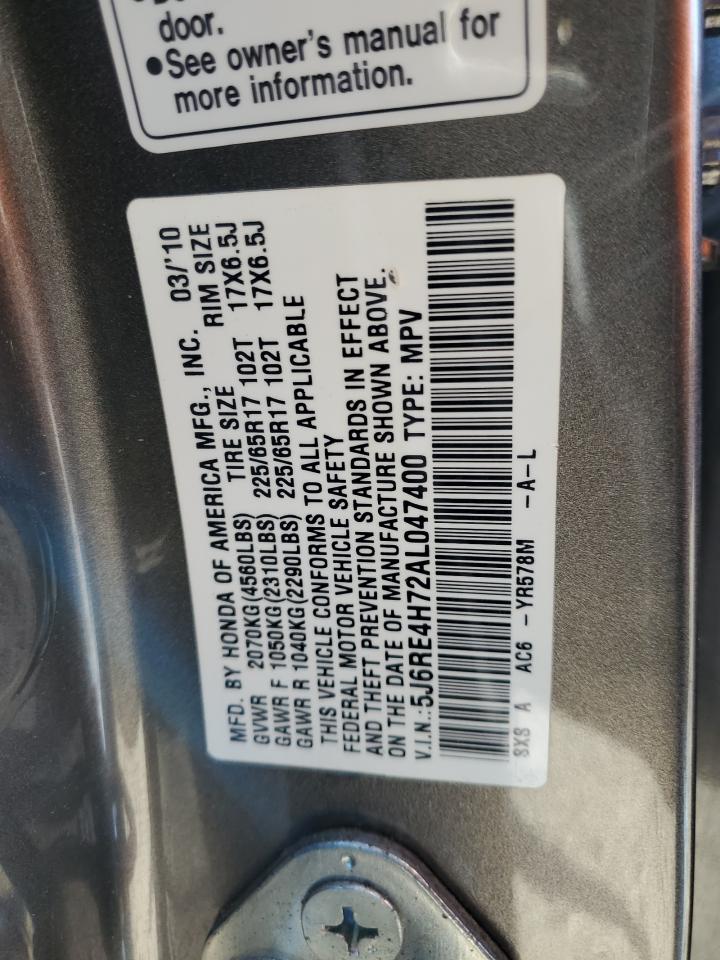 door.
•See owner's manual for
more information.
MFD. BY HONDA OF AMERICA MFG., INC. 03/'10
GVWR 2070KG(4560LBS) TIRE SIZE RIM SIZE
GAWR F 1050KG(2310LBS) 225/65R17 102T 17X6.5J
GAWR R 1040KG(2290LBS) 225/65R17 102T 17X6.5J
THIS VEHICLE CONFORMS TO ALL APPLICABLE
FEDERAL MOTOR VEHICLE SAFETY
AND THEFT PREVENTION STANDARDS IN EFFECT
ON THE DATE OF MANUFACTURE SHOWN ABOVE.
V.I.N.:5J6RE4H72AL047400 TYPE: MPV
SXS A AC6 -YR578M -A-L